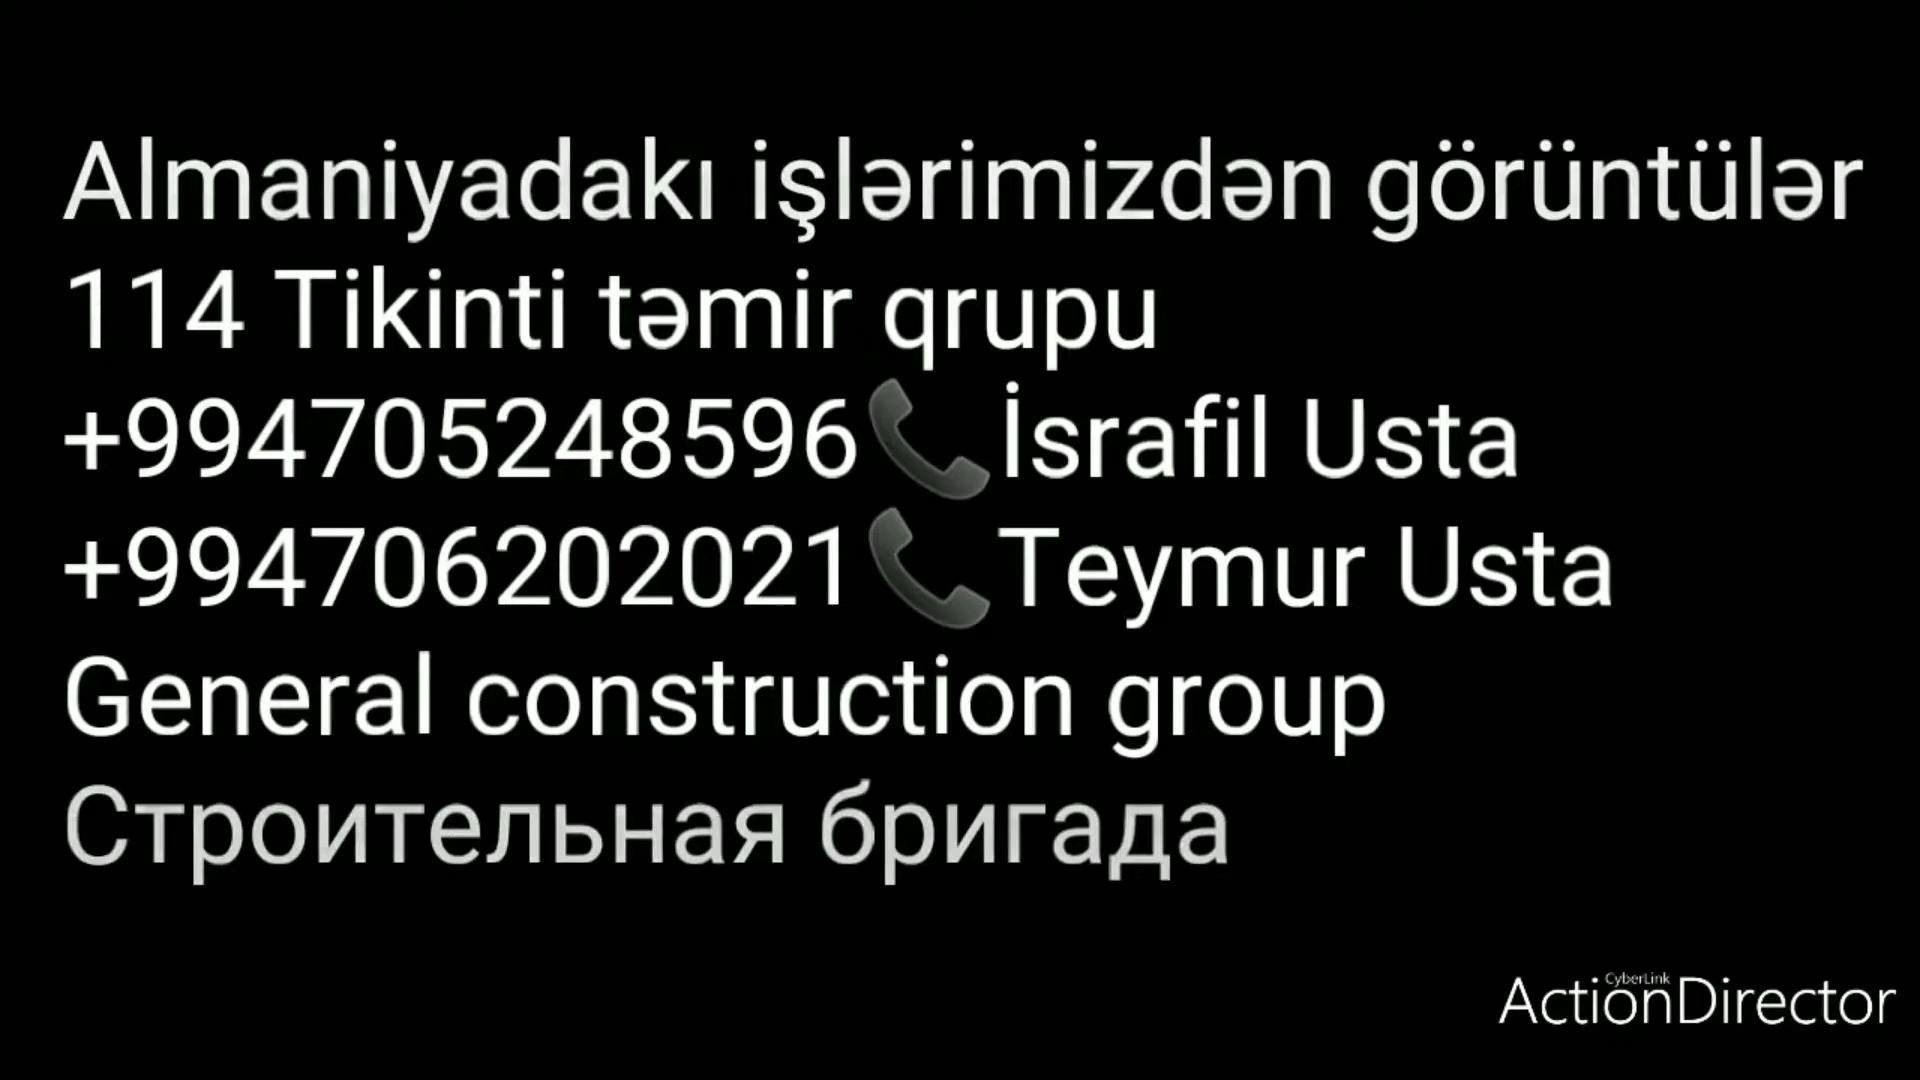 Almaniyadakı işlərimizdən görüntülər
114 Tikinti təmir qrupu
+994705248596📞İsrafil Usta
+994706202021📞Teymur Usta
General construction group
Строительная бригада
CyberLink
ActionDirector